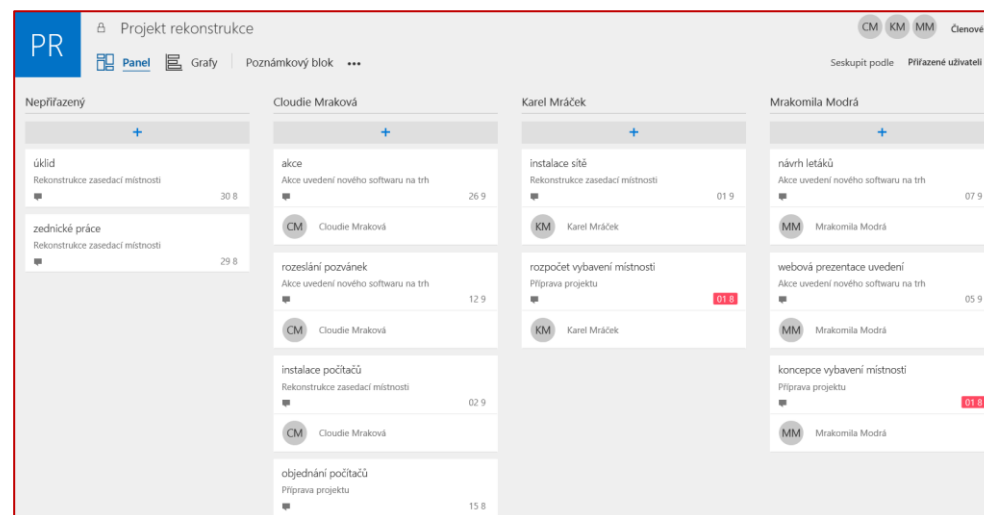 PR
Projekt rekonstrukce
CM KM MM Členové
Panel Grafy Poznámkový blok •••
Seskupit podle Přiřazené uživateli
Nepřiřazený
+
úklid
Rekonstrukce zasedací místnosti
30 8
zednické práce
Rekonstrukce zasedací místnosti
29 8
Cloudie Mraková
+
akce
Akce uvedení nového softwaru na trh
26 9
CM Cloudie Mraková
rozeslání pozvánek
Akce uvedení nového softwaru na trh
12 9
CM Cloudie Mraková
instalace počítačů
Rekonstrukce zasedací místnosti
02 9
CM Cloudie Mraková
objednání počítačů
Příprava projektu
15 8
Karel Mráček
+
instalace sítě
Rekonstrukce zasedací místnosti
01 9
KM Karel Mráček
rozpočet vybavení místnosti
Příprava projektu
01 8
KM Karel Mráček
Mrakomila Modrá
+
návrh letáků
Akce uvedení nového softwaru na trh
07 9
MM Mrakomila Modrá
webová prezentace uvedení
Akce uvedení nového softwaru na trh
05 9
MM Mrakomila Modrá
koncepce vybavení místnosti
Příprava projektu
01 8
MM Mrakomila Modrá